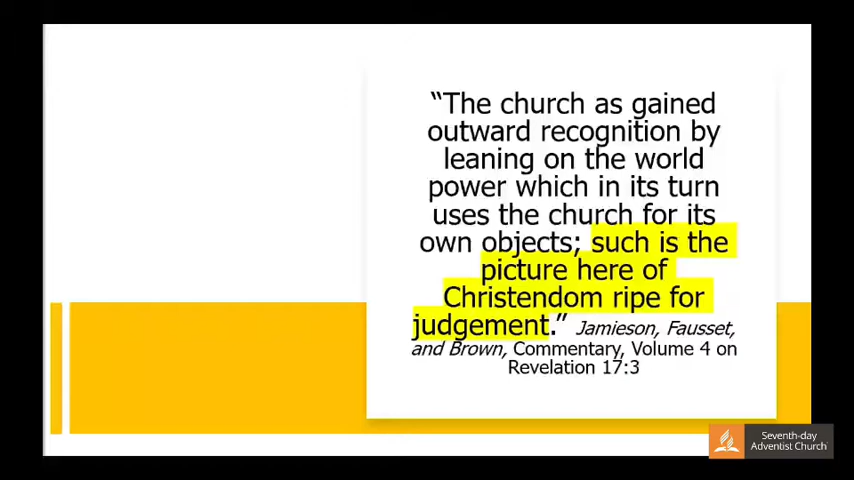 “The church as gained
outward recognition by
leaning on the world
power which in its turn
uses the church for its
own objects; such is the
picture here of
Christendom ripe for
judgement.” Jamieson, Fausset,
and Brown, Commentary, Volume 4 on
Revelation 17:3
Seventh-day
Adventist Church